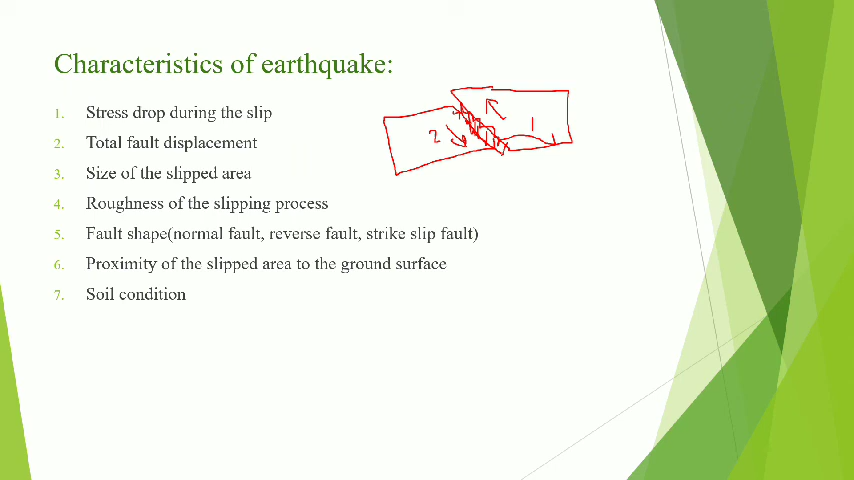 Characteristics of earthquake:
1. Stress drop during the slip
2. Total fault displacement
3. Size of the slipped area
4. Roughness of the slipping process
5. Fault shape(normal fault, reverse fault, strike slip fault)
6. Proximity of the slipped area to the ground surface
7. Soil condition
2
1